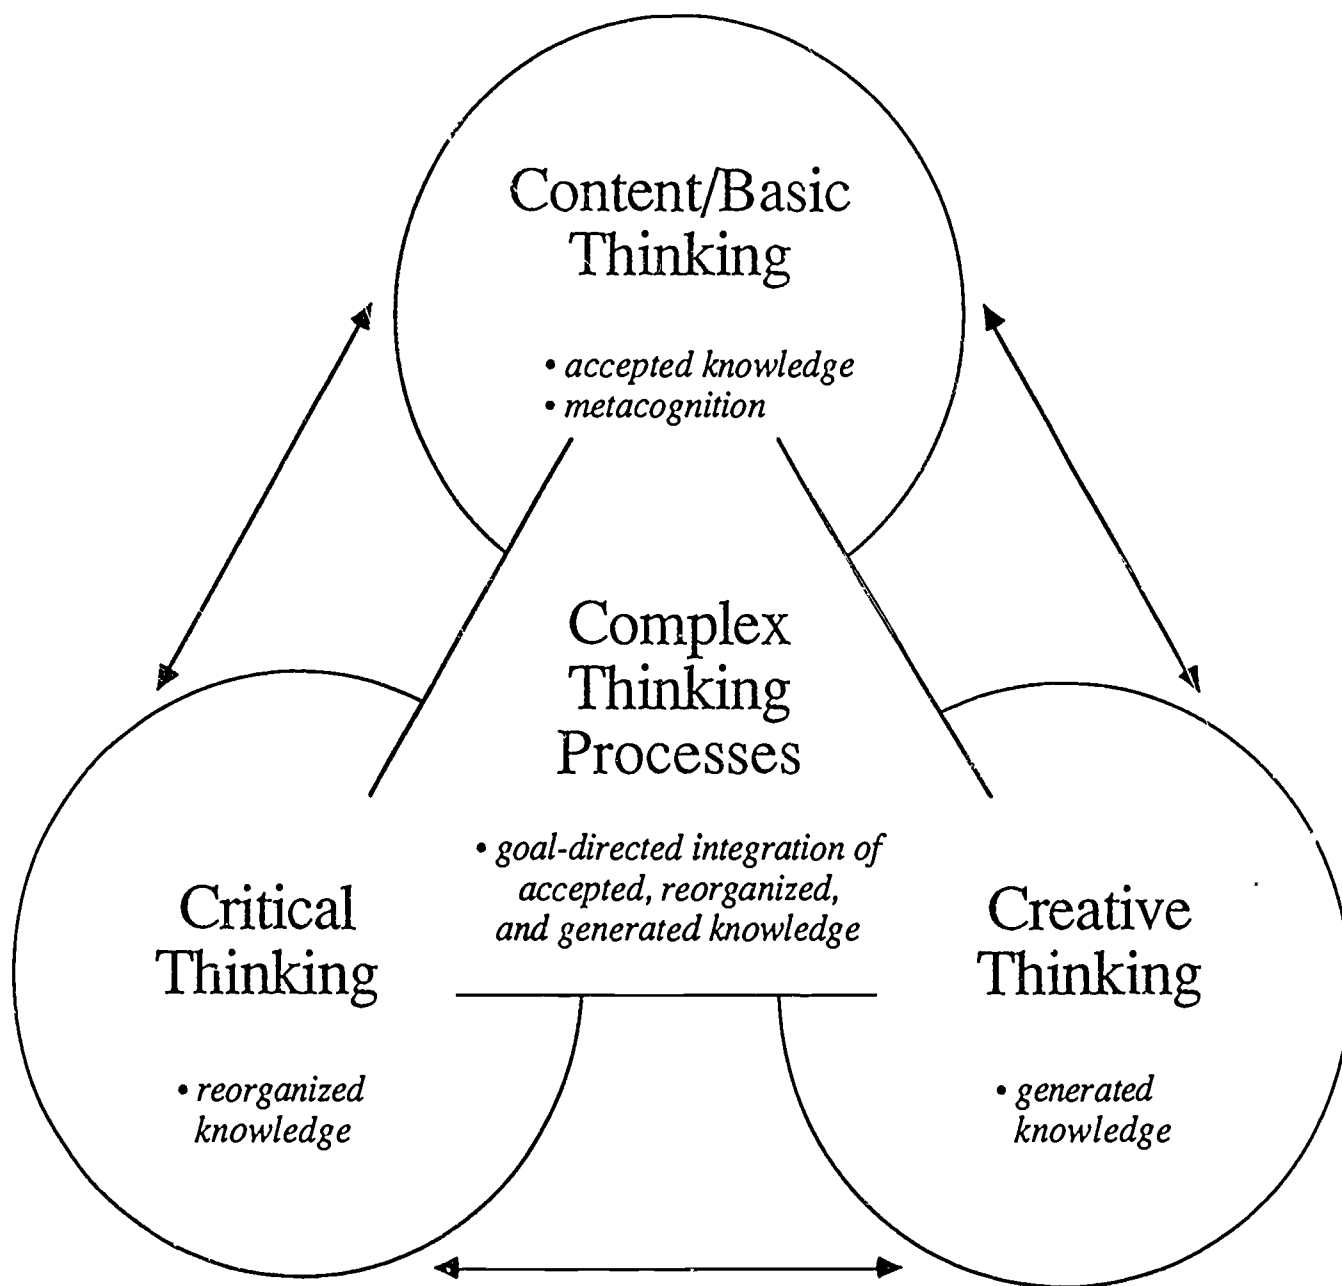 Content/Basic
Thinking
• accepted knowledge
• metacognition
Complex
Thinking
Processes
• goal-directed integration of
accepted, reorganized,
and generated knowledge
Critical
Thinking
• reorganized
knowledge
Creative
Thinking
• generated
knowledge